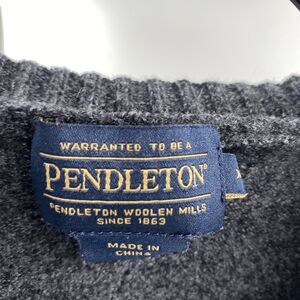 WARRANTED TO BE A
PENDLETON®
PENDLETON WOOLEN MILLS
SINCE 1863
MADE IN
CHINA